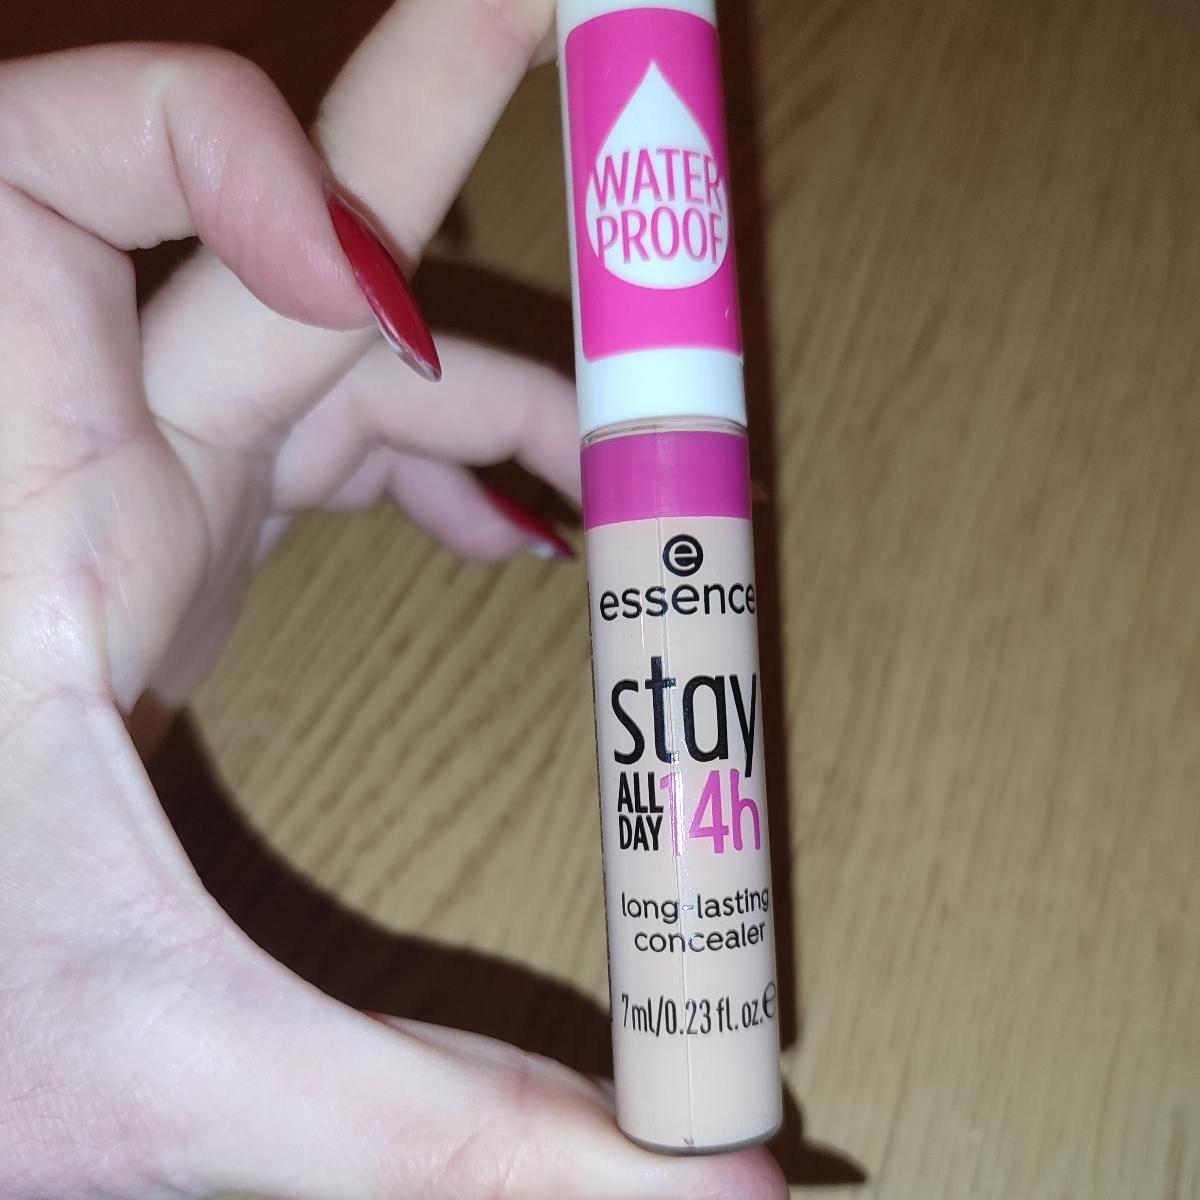 WATER
PROOF
e
essence
stay
ALL
DAY 14h
long-lasting
concealer
7ml/0.23 fl. oz. ℮